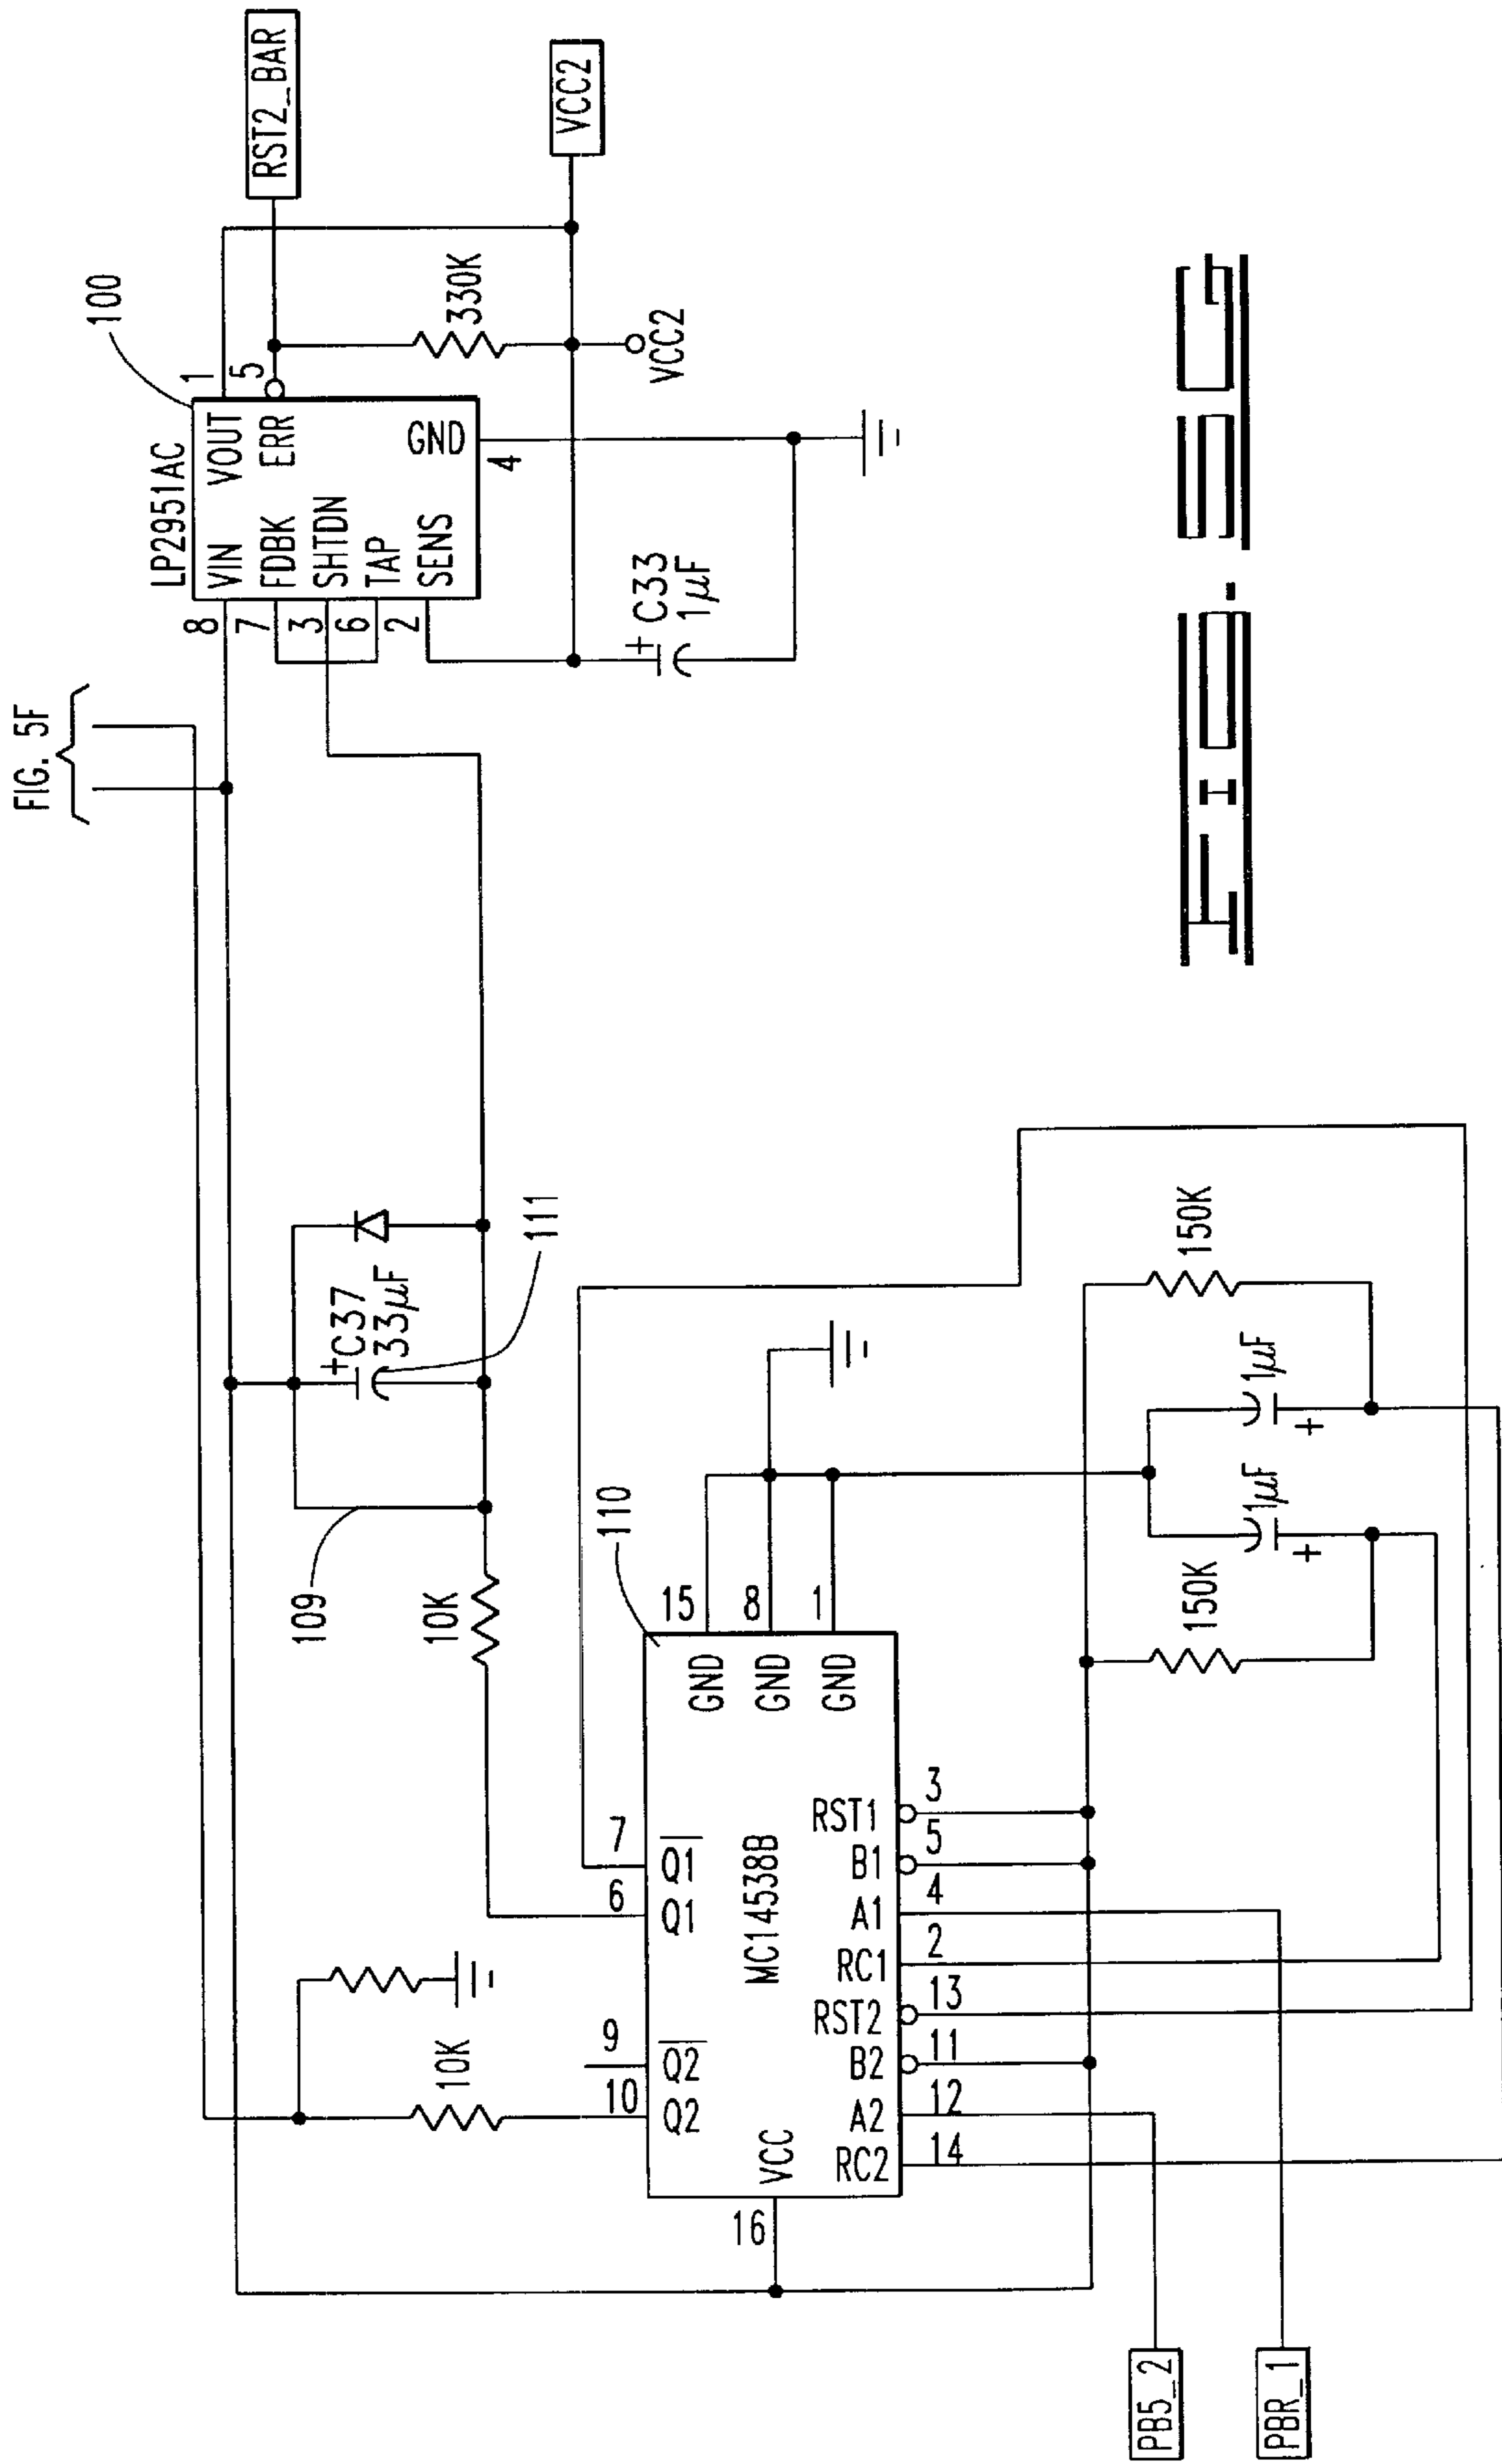 FIG. 5F
100
LP2951AC
RST2_BAR
VCC2
8
VIN
VOUT
1
7
FDBK
ERR
5
3
SHTDN
6
TAP
2
SENS
GND
4
330K
VCC2
+
C33
1µF
+
C37
33µF
111
109
10K
10K
110
MC14538B
10
Q2
9
Q2
6
Q1
7
Q1
15
GND
8
GND
1
GND
16
VCC
RC2
14
A2
12
B2
11
RST2
13
RC1
2
A1
4
B1
5
RST1
3
150K
1µF
+
1µF
+
150K
PB5_2
PBR_1
FIG. 5G